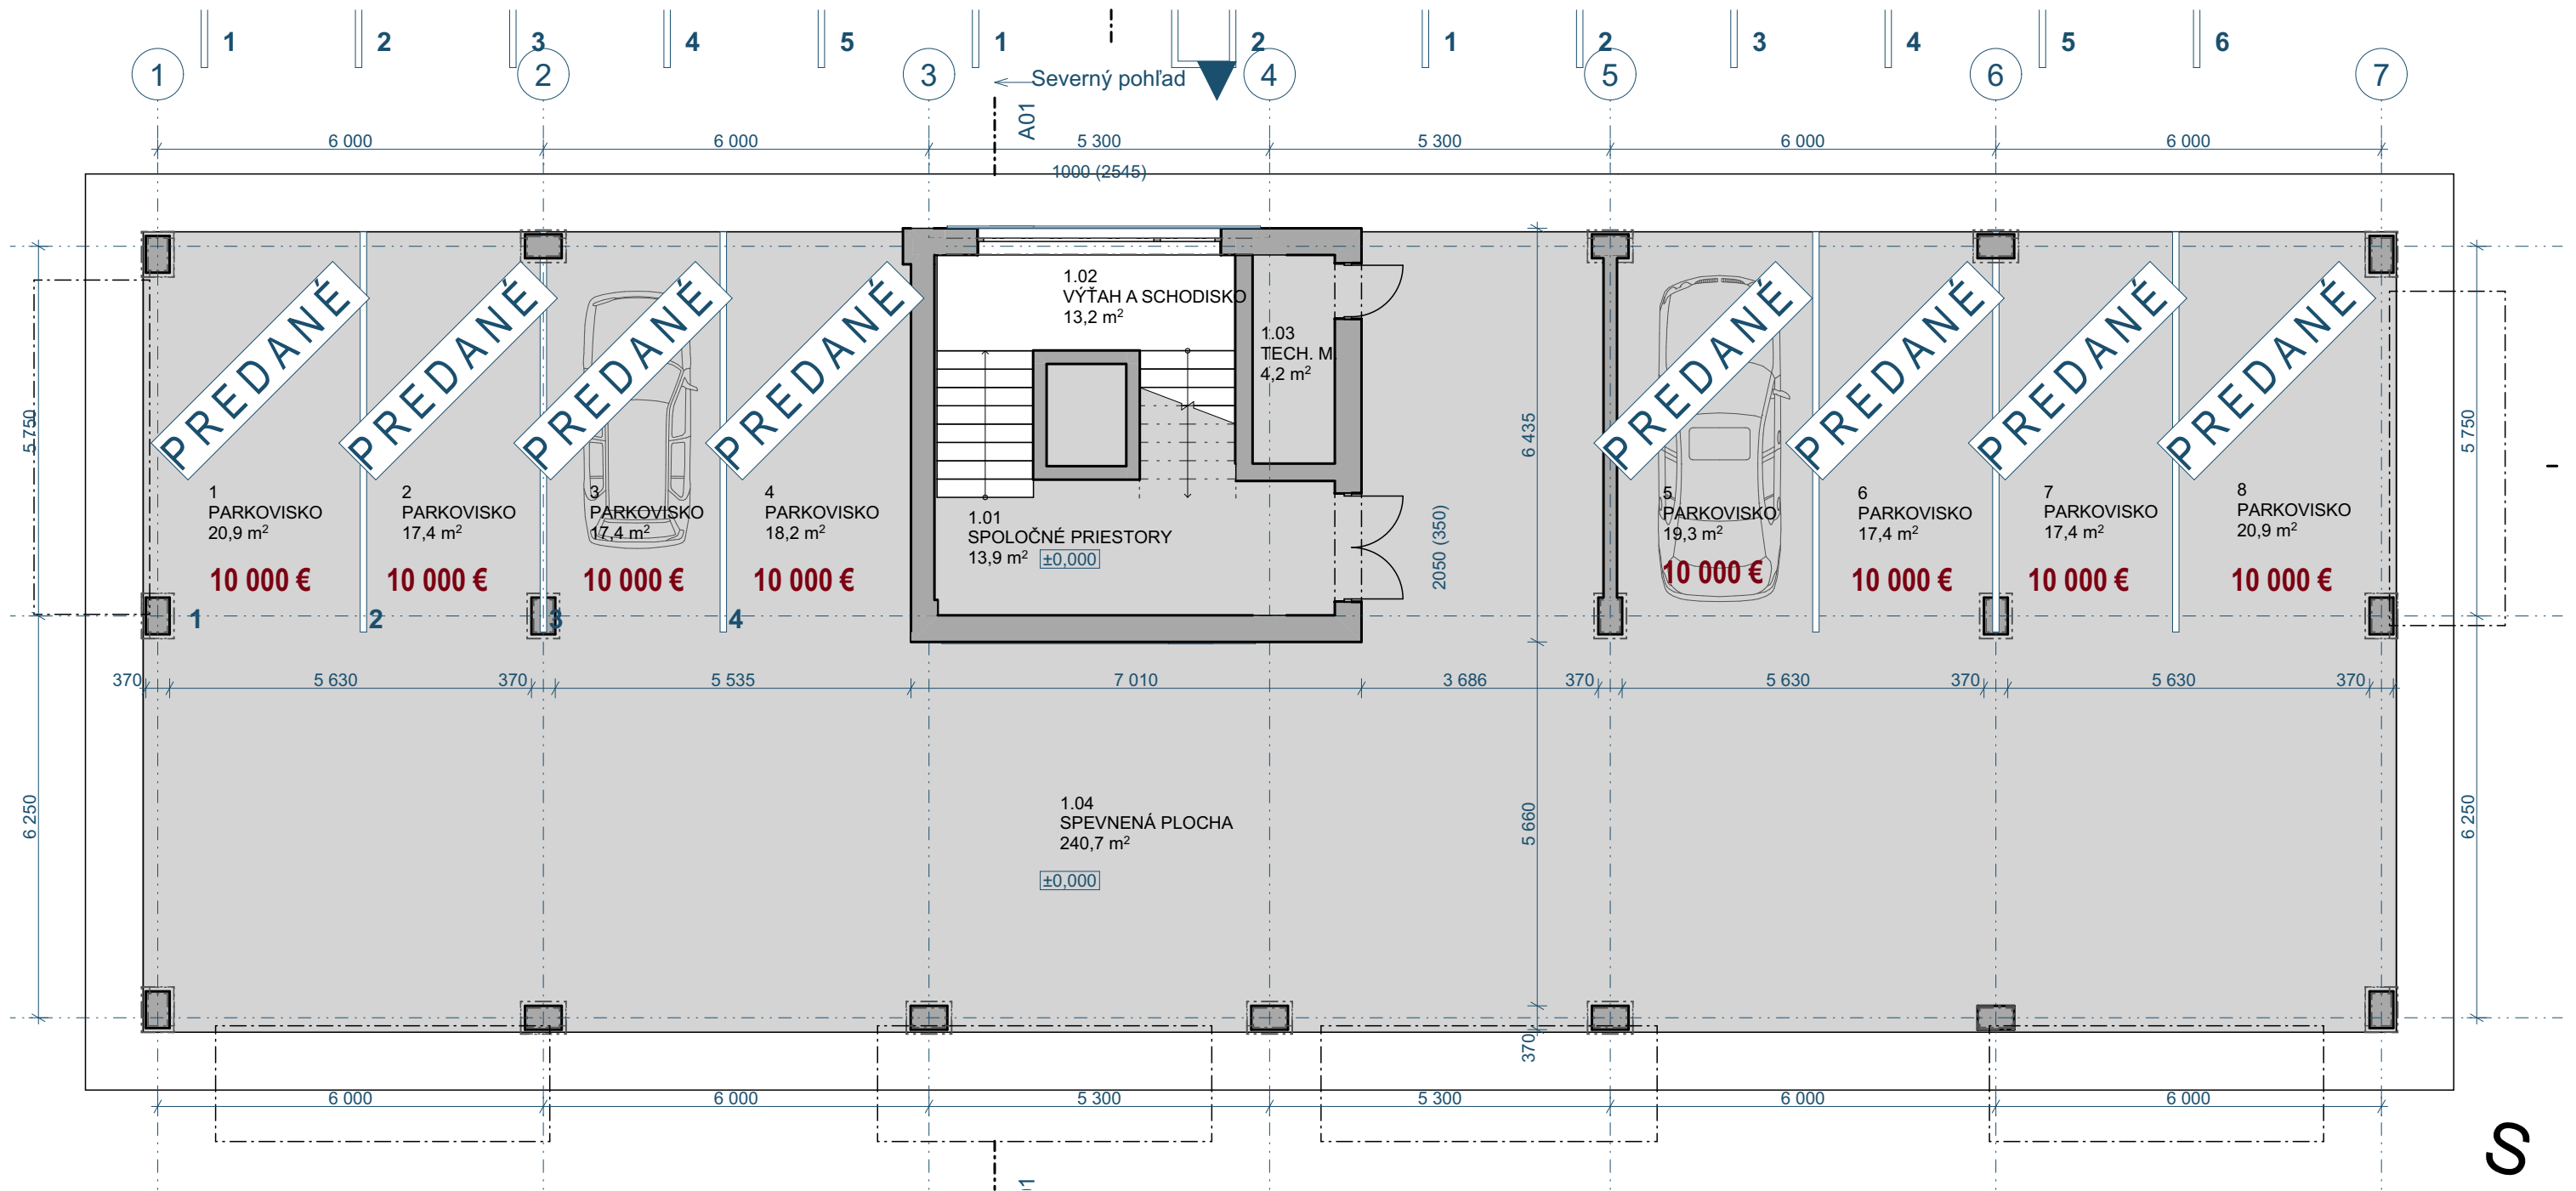 1 2 3 4 5 1 2 1 2 3 4 5 6
1 2 3 4 5 6 7
Severný pohľad
A01
6 000 6 000 5 300 5 300 6 000 6 000
1000 (2545)
PREDANÉ PREDANÉ PREDANÉ PREDANÉ PREDANÉ PREDANÉ PREDANÉ PREDANÉ
1.02
VÝŤAH A SCHODISKO
13,2 m²
1.03
TECH. M.
4,2 m²
5 750
6 435
5 750
1
PARKOVISKO
20,9 m²
10 000 €
2
PARKOVISKO
17,4 m²
10 000 €
3
PARKOVISKO
17,4 m²
10 000 €
4
PARKOVISKO
18,2 m²
10 000 €
1.01
SPOLOČNÉ PRIESTORY
13,9 m²
±0,000
2050 (350)
5
PARKOVISKO
19,3 m²
10 000 €
6
PARKOVISKO
17,4 m²
10 000 €
7
PARKOVISKO
17,4 m²
10 000 €
8
PARKOVISKO
20,9 m²
10 000 €
1 2 3 4
370 5 630 370 5 535 7 010 3 686 370 5 630 370 5 630 370
1.04
SPEVNENÁ PLOCHA
240,7 m²
±0,000
6 250
5 660
6 250
370
6 000 6 000 5 300 5 300 6 000 6 000
S